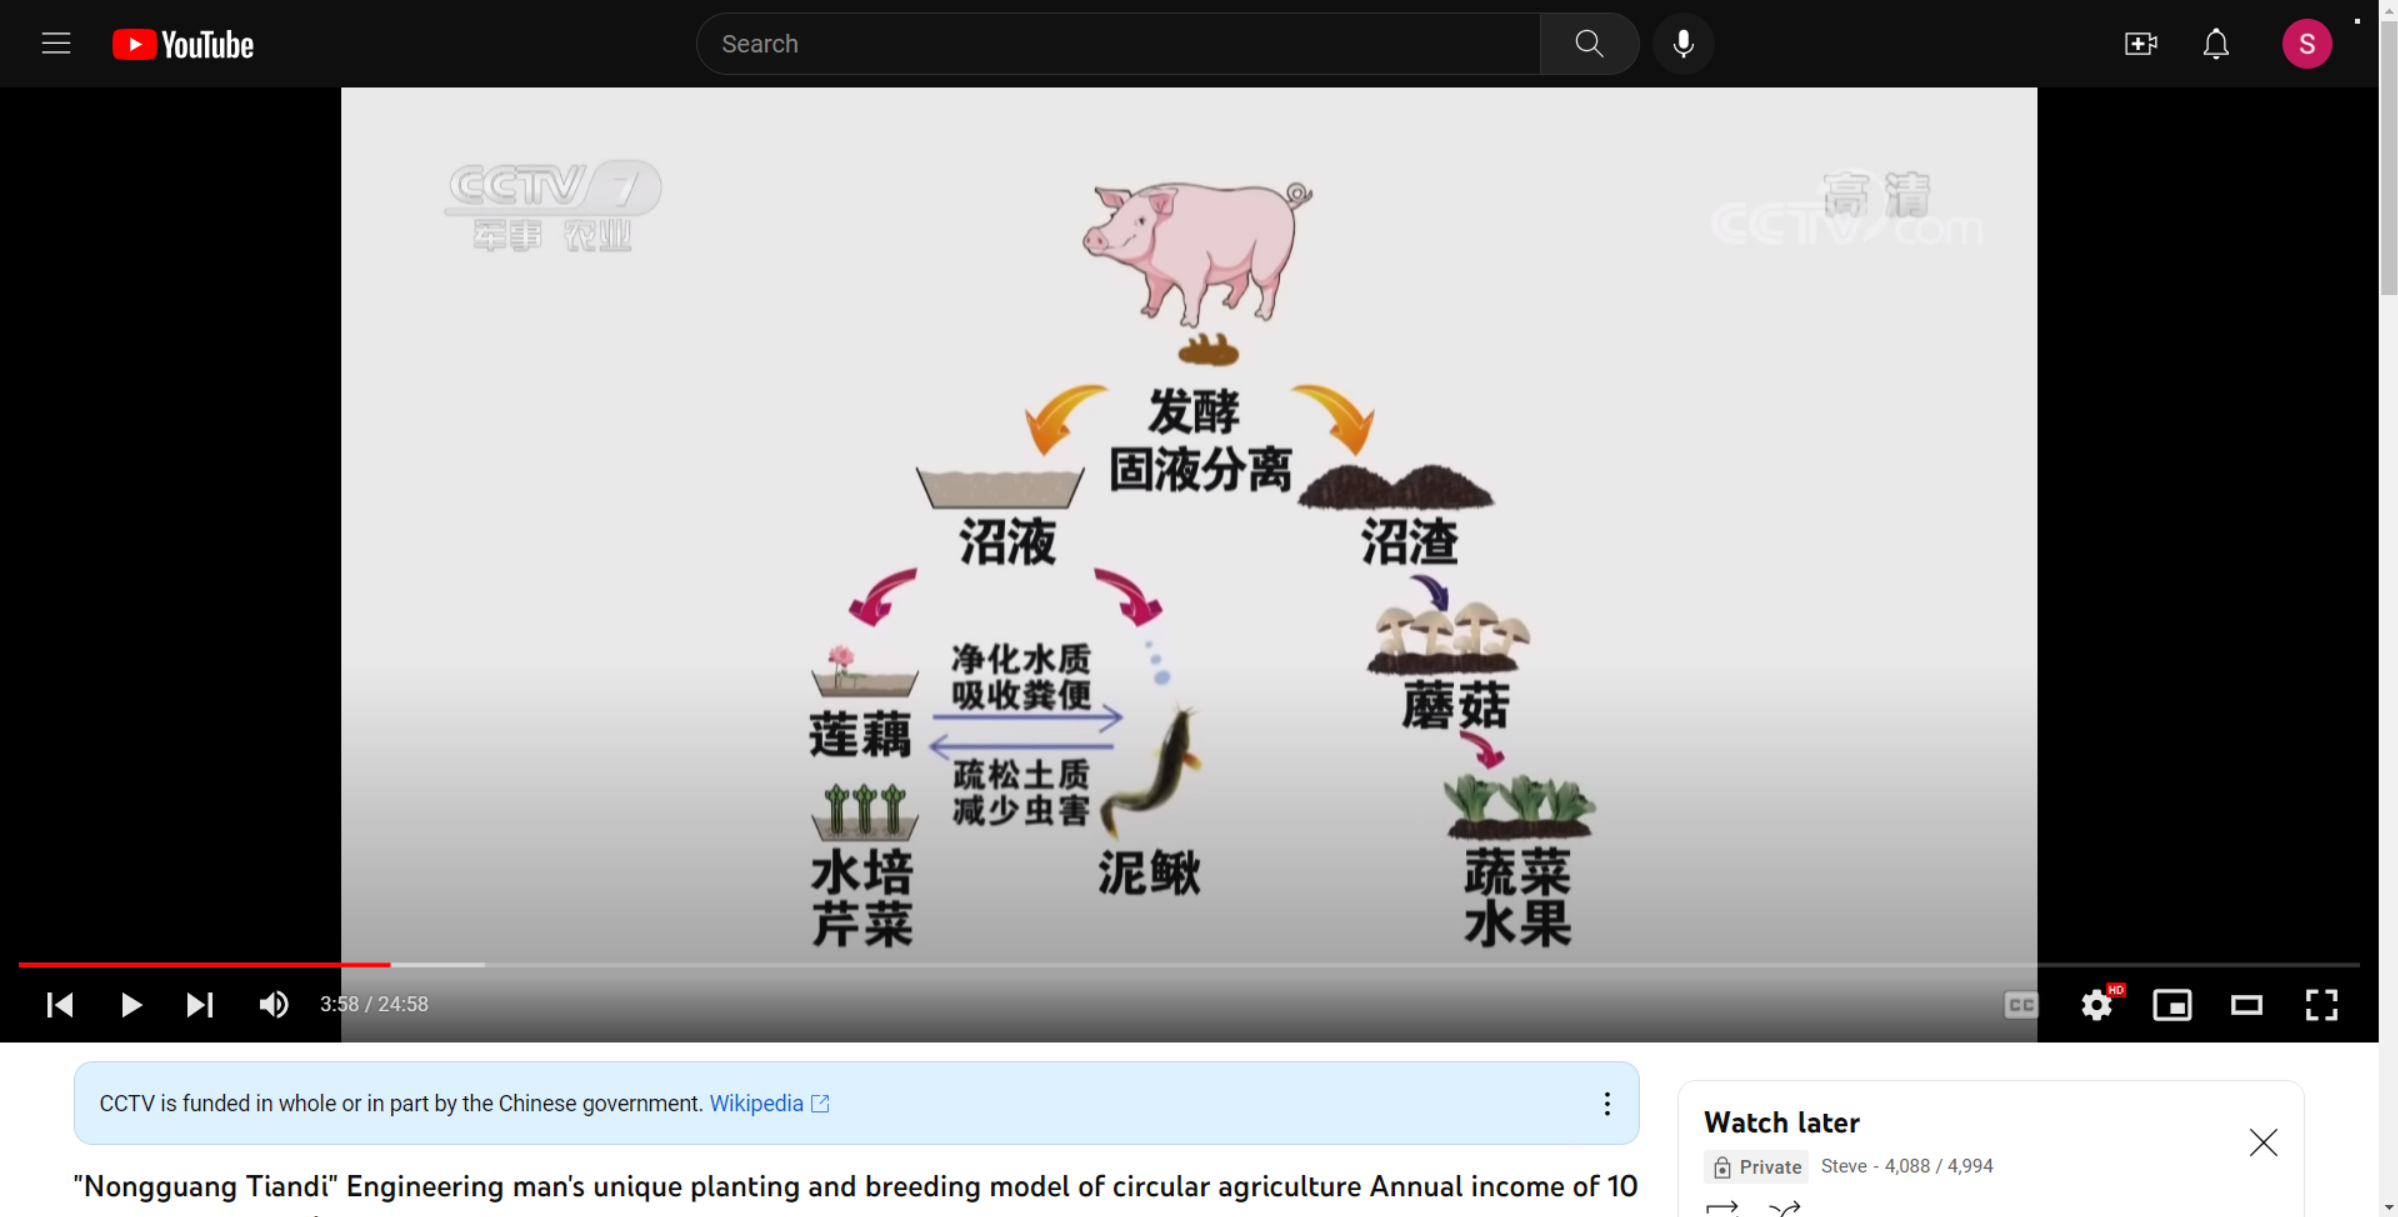 YouTube
Search
S
CCTV 7
军事 农业
高清
CCTV.com
发酵
固液分离
沼液
沼渣
净化水质
吸收粪便
莲藕
蘑菇
疏松土质
减少虫害
水培
芹菜
泥鳅
蔬菜
水果
3:58 / 24:58
CC
HD
CCTV is funded in whole or in part by the Chinese government. Wikipedia
"Nongguang Tiandi" Engineering man's unique planting and breeding model of circular agriculture Annual income of 10
Watch later
Private Steve - 4,088 / 4,994